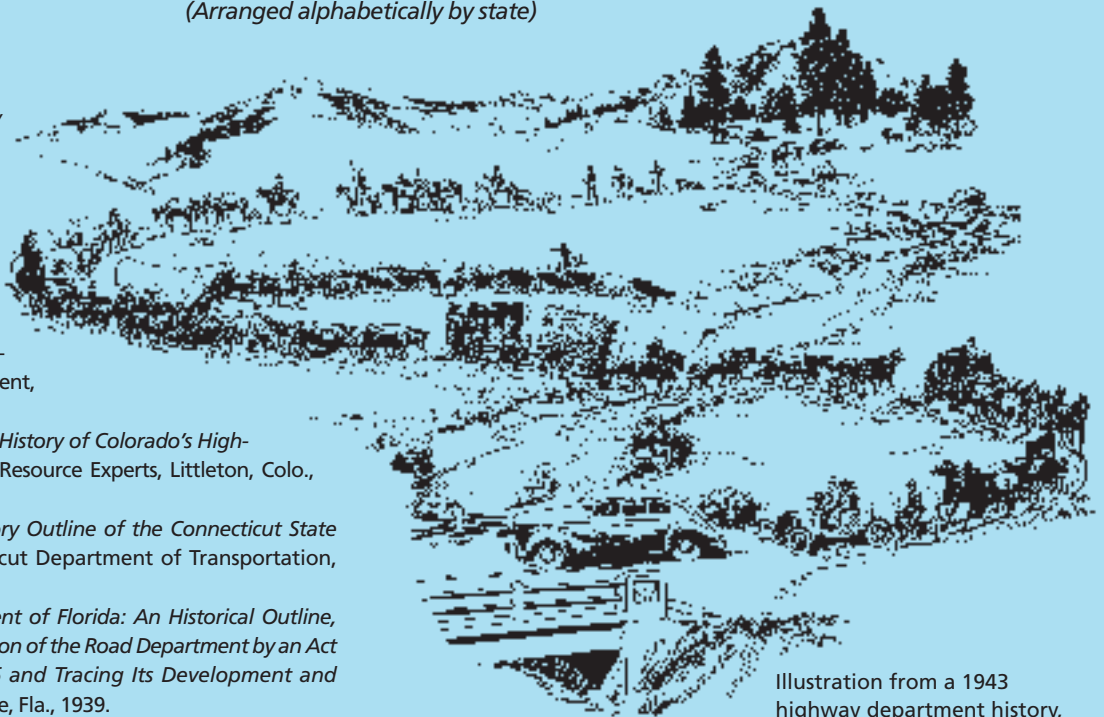 (Arranged alphabetically by state)
ent,
History of Colorado's High-
Resource Experts, Littleton, Colo.,
ry Outline of the Connecticut State
cut Department of Transportation,
ent of Florida: An Historical Outline,
on of the Road Department by an Act
and Tracing Its Development and
e, Fla., 1939.
Illustration from a 1943
highway department history.